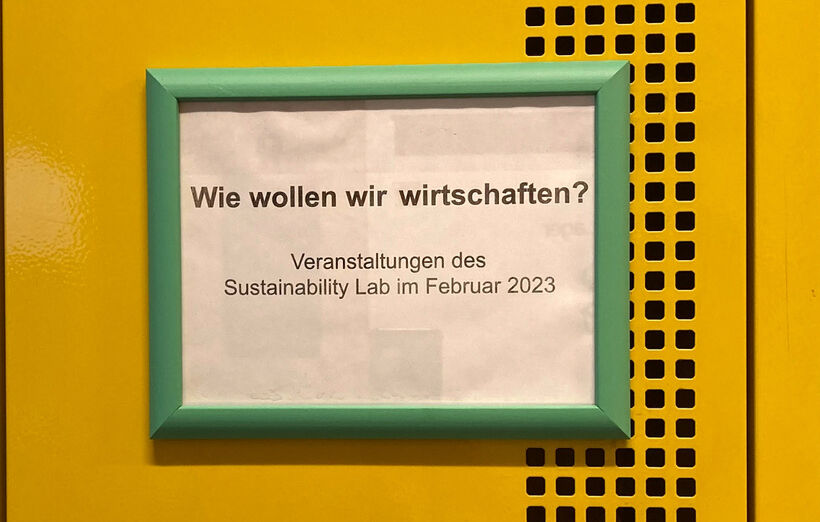 Wie wollen wir wirtschaften?
Veranstaltungen des
Sustainability Lab im Februar 2023